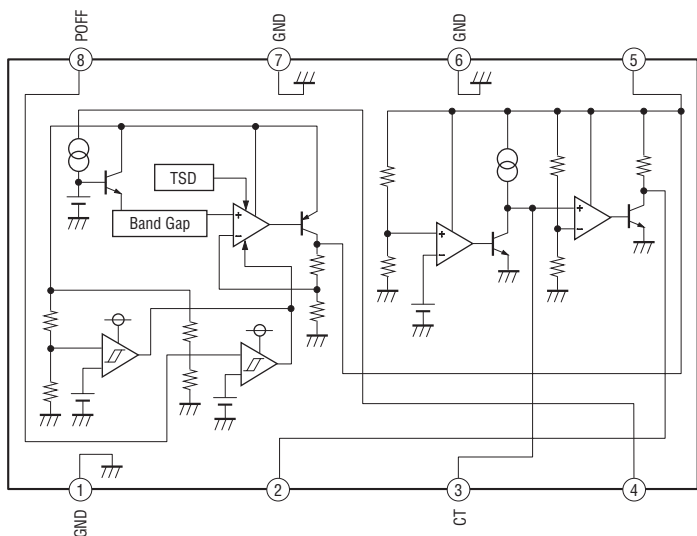 POFF
GND
GND
8
7
6
5
TSD
+
-
Band Gap
+
-
+
-
1
2
3
4
GND
CT